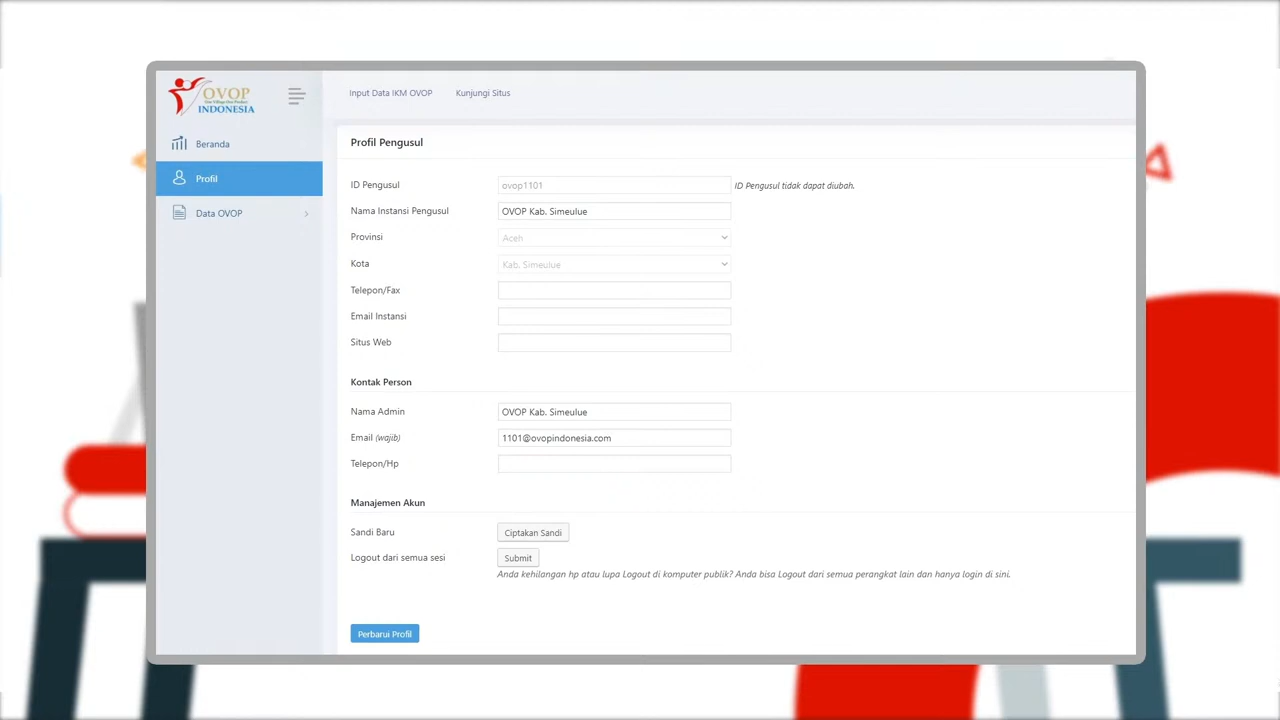 OVOP
INDONESIA
Input Data IKM OVOP
Kunjungi Situs
Beranda
Profil
Data OVOP
Profil Pengusul
ID Pengusul
ovop1101
ID Pengusul tidak dapat diubah.
Nama Instansi Pengusul
OVOP Kab. Simeulue
Provinsi
Aceh
Kota
Kab. Simeulue
Telepon/Fax
Email Instansi
Situs Web
Kontak Person
Nama Admin
OVOP Kab. Simeulue
Email (wajib)
1101@ovopindonesia.com
Telepon/Hp
Manajemen Akun
Sandi Baru
Ciptakan Sandi
Logout dari semua sesi
Submit
Anda kehilangan hp atau lupa Logout di komputer publik? Anda bisa Logout dari semua perangkat lain dan hanya login di sini.
Perbarui Profil